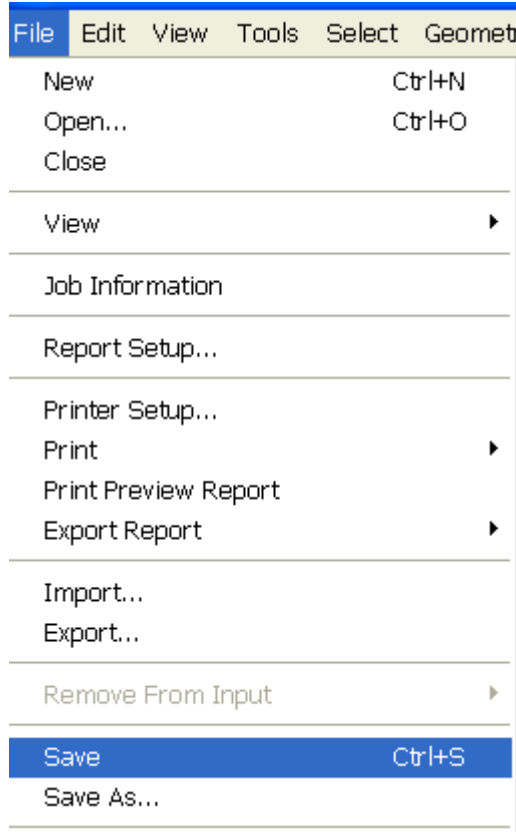 File Edit View Tools Select Geomet
New Ctrl+N
Open... Ctrl+O
Close
View
Job Information
Report Setup...
Printer Setup...
Print
Print Preview Report
Export Report
Import...
Export...
Remove From Input
Save Ctrl+S
Save As...